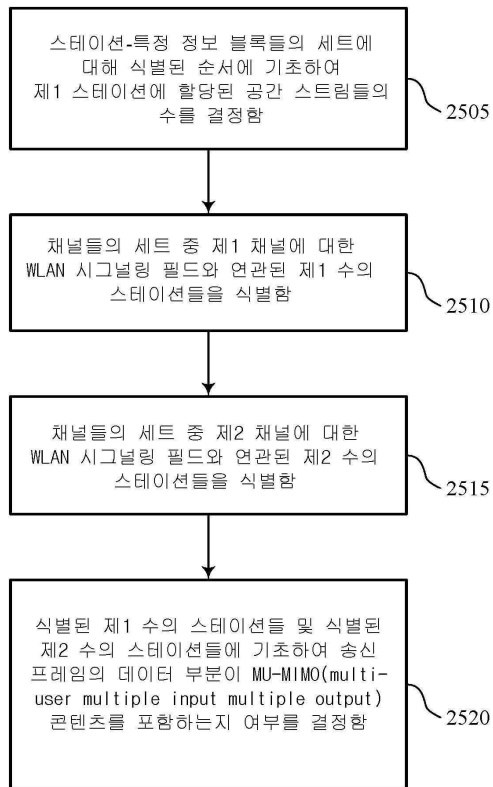 스테이션-특정 정보 블록들의 세트에
대해 식별된 순서에 기초하여
제1 스테이션에 할당된 공간 스트림들의
수를 결정함
2505
채널들의 세트 중 제1 채널에 대한
WLAN 시그널링 필드와 연관된 제1 수의
스테이션들을 식별함
2510
채널들의 세트 중 제2 채널에 대한
WLAN 시그널링 필드와 연관된 제2 수의
스테이션들을 식별함
2515
식별된 제1 수의 스테이션들 및 식별된
제2 수의 스테이션들에 기초하여 송신
프레임의 데이터 부분이 MU-MIMO(multi-
user multiple input multiple output)
콘텐츠를 포함하는지 여부를 결정함
2520